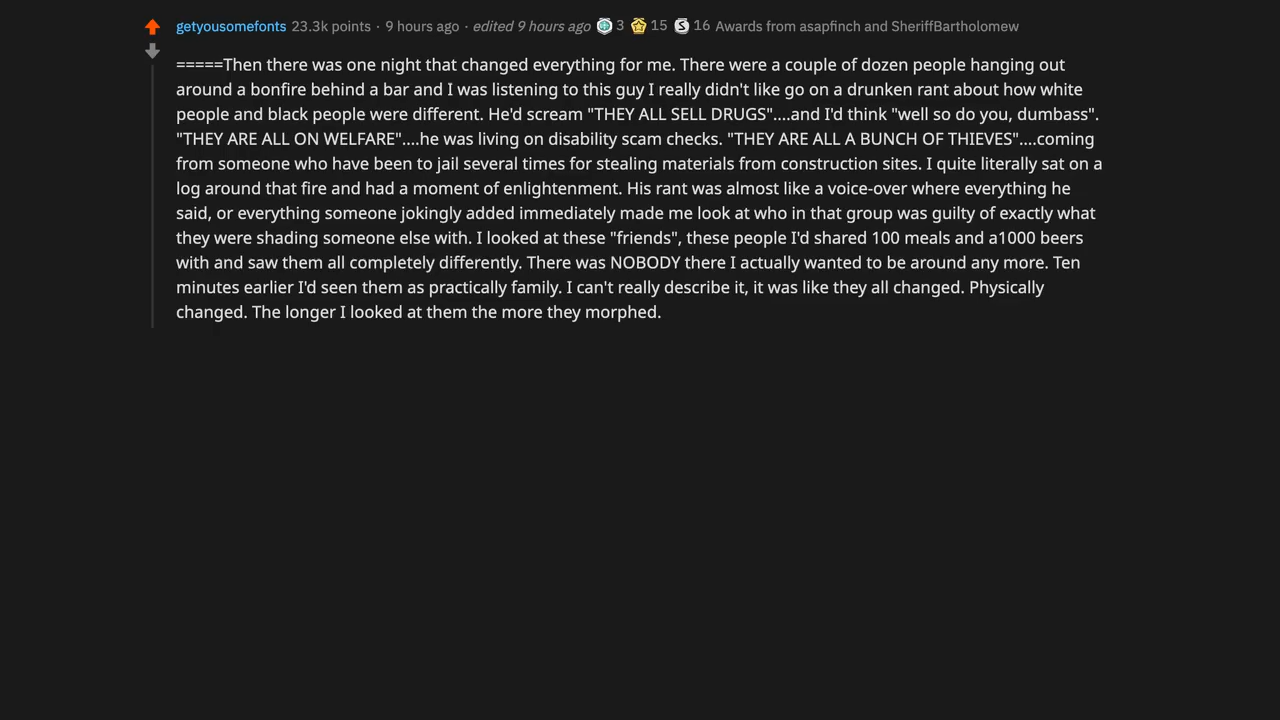 getyousomefonts 23.3k points · 9 hours ago · edited 9 hours ago 3 15 S 16 Awards from asapfinch and SheriffBartholomew
=====Then there was one night that changed everything for me. There were a couple of dozen people hanging out
around a bonfire behind a bar and I was listening to this guy I really didn't like go on a drunken rant about how white
people and black people were different. He'd scream "THEY ALL SELL DRUGS"....and I'd think "well so do you, dumbass".
"THEY ARE ALL ON WELFARE"....he was living on disability scam checks. "THEY ARE ALL A BUNCH OF THIEVES"....coming
from someone who have been to jail several times for stealing materials from construction sites. I quite literally sat on a
log around that fire and had a moment of enlightenment. His rant was almost like a voice-over where everything he
said, or everything someone jokingly added immediately made me look at who in that group was guilty of exactly what
they were shading someone else with. I looked at these "friends", these people I'd shared 100 meals and a1000 beers
with and saw them all completely differently. There was NOBODY there I actually wanted to be around any more. Ten
minutes earlier I'd seen them as practically family. I can't really describe it, it was like they all changed. Physically
changed. The longer I looked at them the more they morphed.